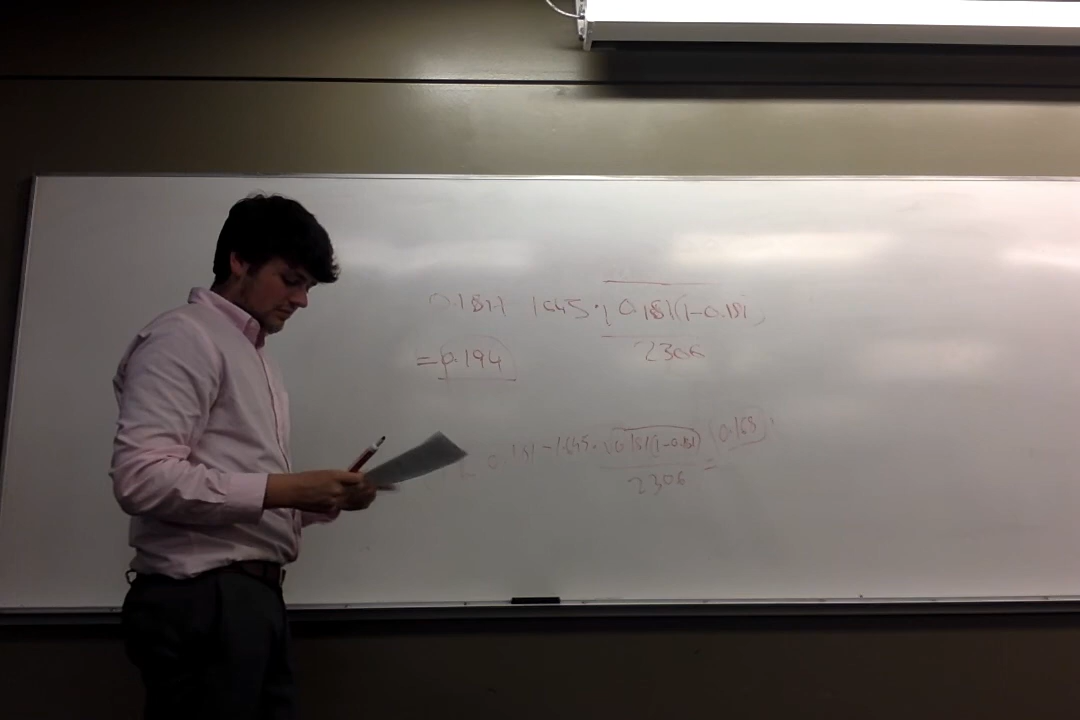 0.181+ 1.645·√0.181(1-0.181)
2306
=0.194
0.181-1.645·√0.181(1-0.181) = 0.168
2306